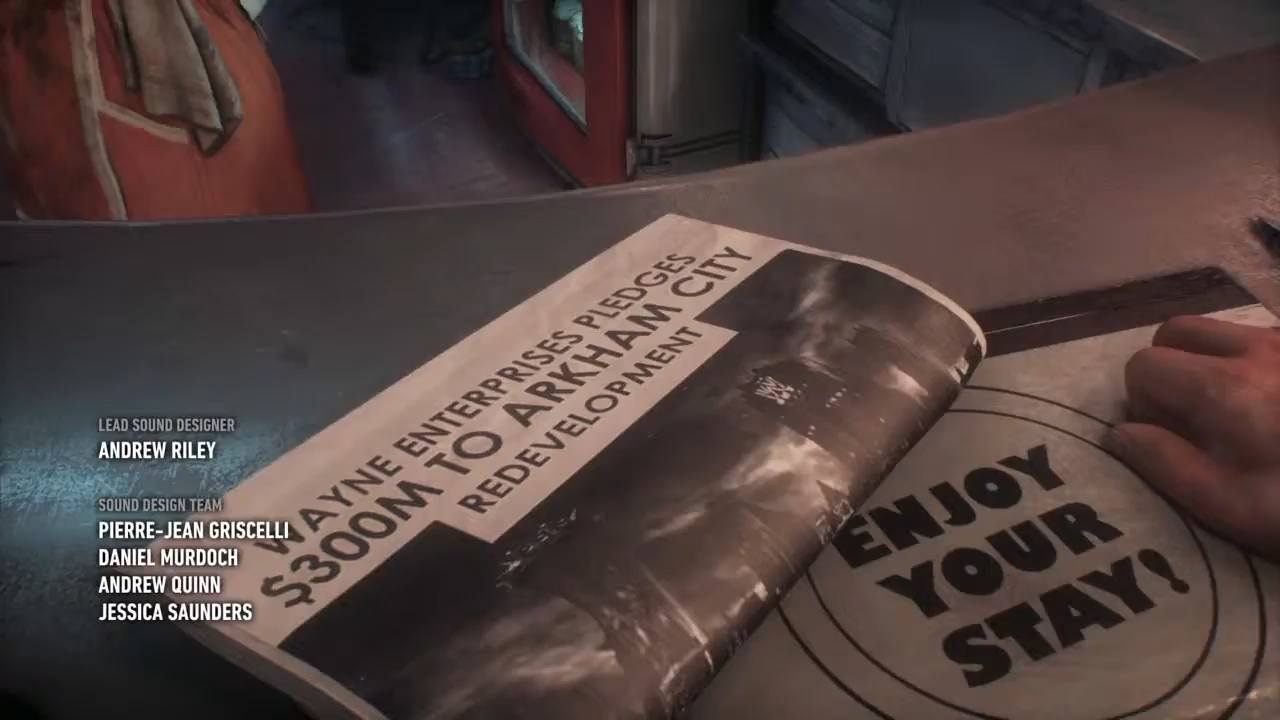 WAYNE ENTERPRISES PLEDGES
$300M TO ARKHAM CITY
REDEVELOPMENT
W
ENJOY
YOUR
STAY!
LEAD SOUND DESIGNER
ANDREW RILEY
SOUND DESIGN TEAM
PIERRE-JEAN GRISCELLI
DANIEL MURDOCH
ANDREW QUINN
JESSICA SAUNDERS